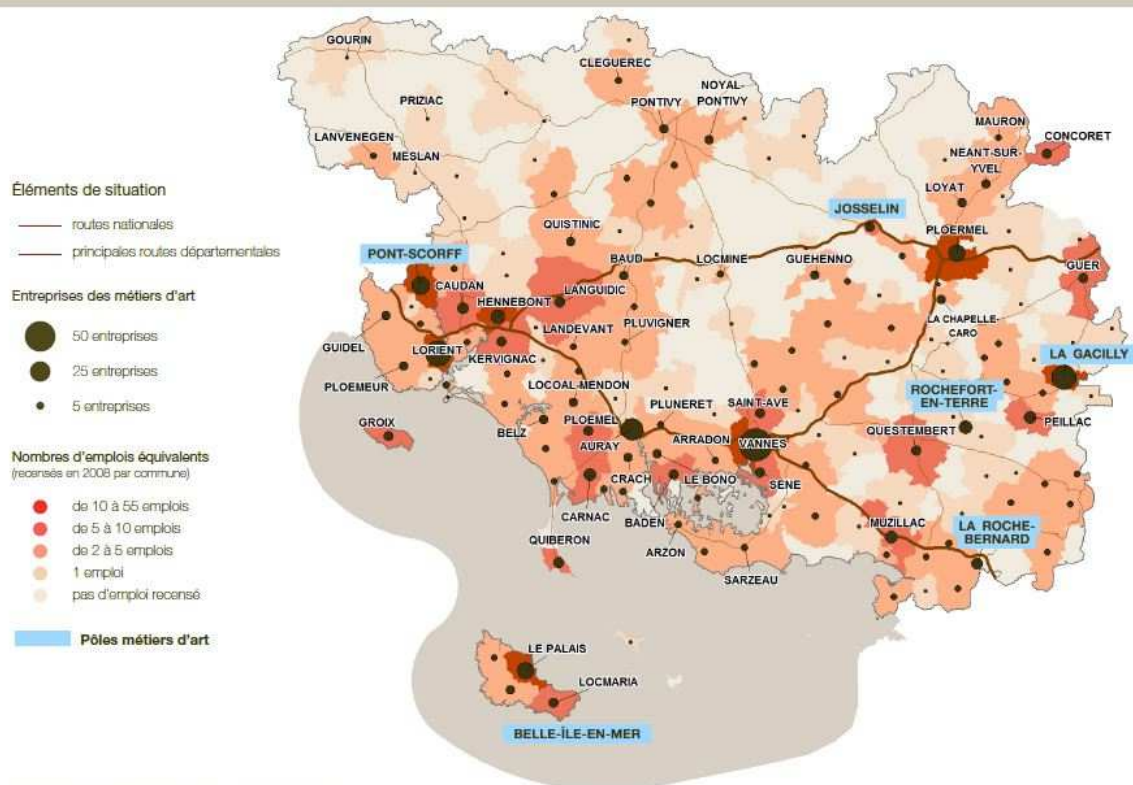 Éléments de situation
routes nationales
principales routes départementales
Entreprises des métiers d'art
50 entreprises
25 entreprises
5 entreprises
Nombres d'emplois équivalents
(recensés en 2008 par commune)
de 10 à 55 emplois
de 5 à 10 emplois
de 2 à 5 emplois
1 emploi
pas d'emploi recensé
Pôles métiers d'art
GOURIN
CLEGUEREC
NOYAL-
PONTIVY
PONTIVY
PRIZIAC
LANVENEGEN
MESLAN
MAURON
CONCORET
NEANT-SUR-
YVEL
LOYAT
JOSSELIN
PLOERMEL
QUISTINIC
PONT-SCORFF
BAUD
LOCMINE
GUEHENNO
GUER
CAUDAN
LANGUIDIC
HENNEBONT
LA CHAPELLE-
CARO
LANDEVANT
PLUVIGNER
GUIDEL
LORIENT
KERVIGNAC
LA GACILLY
PLOEMEUR
LOCOAL-MENDON
ROCHEFORT-
EN-TERRE
PLUNERET
SAINT-AVE
GROIX
PLOEMEL
QUESTEMBERT
PEILLAC
BELZ
AURAY
ARRADON
VANNES
CRACH
LE BONO
SENE
CARNAC
BADEN
MUZILLAC
LA ROCHE-
BERNARD
QUIBERON
ARZON
SARZEAU
LE PALAIS
LOCMARIA
BELLE-ÎLE-EN-MER